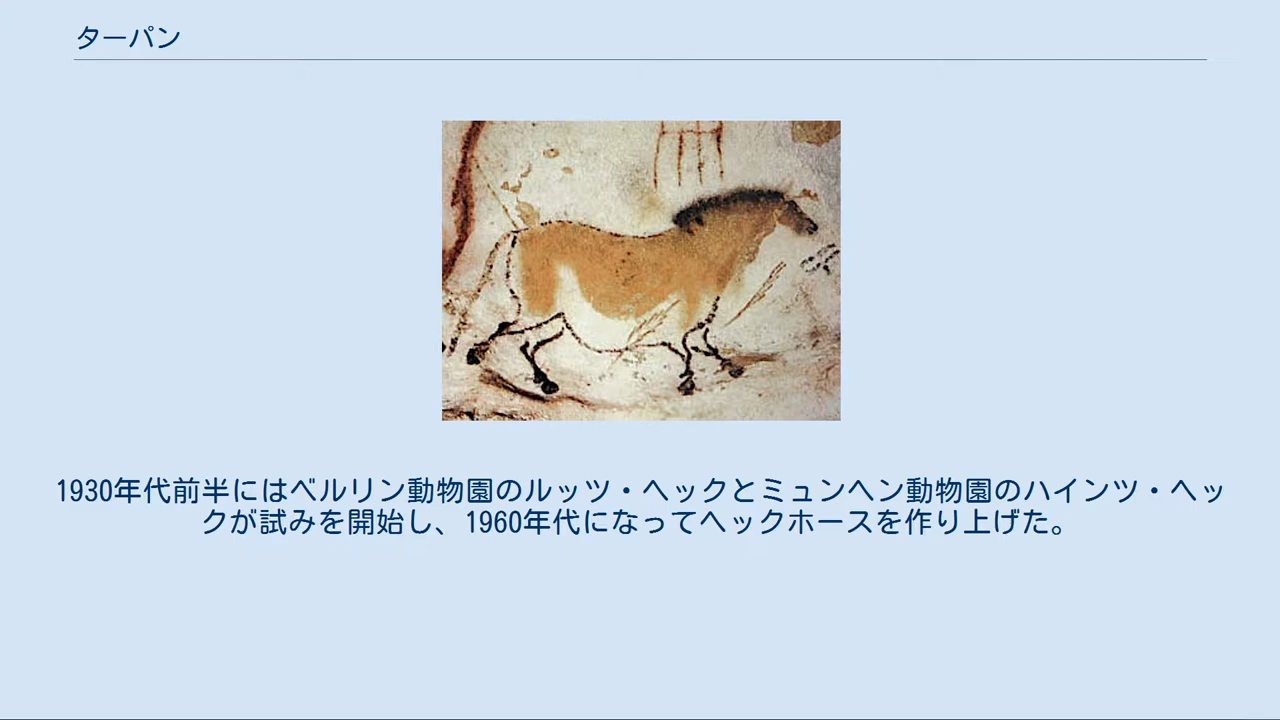 ターパン
1930年代前半にはベルリン動物園のルッツ・ヘックとミュンヘン動物園のハインツ・ヘッ
クが試みを開始し、1960年代になってヘックホースを作り上げた。